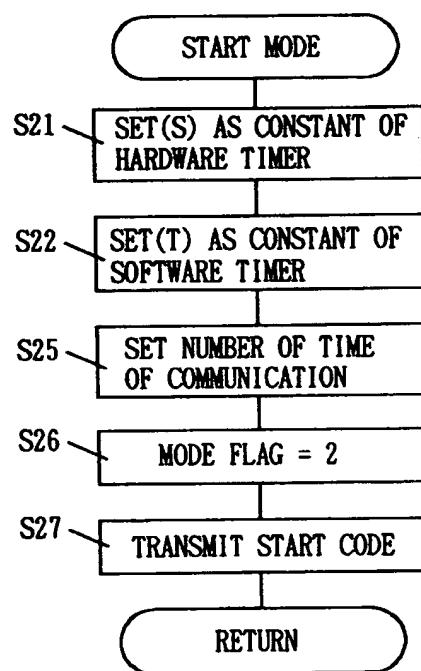 START MODE
S21
SET(S) AS CONSTANT OF
HARDWARE TIMER
S22
SET(T) AS CONSTANT OF
SOFTWARE TIMER
S25
SET NUMBER OF TIME
OF COMMUNICATION
S26
MODE FLAG = 2
S27
TRANSMIT START CODE
RETURN